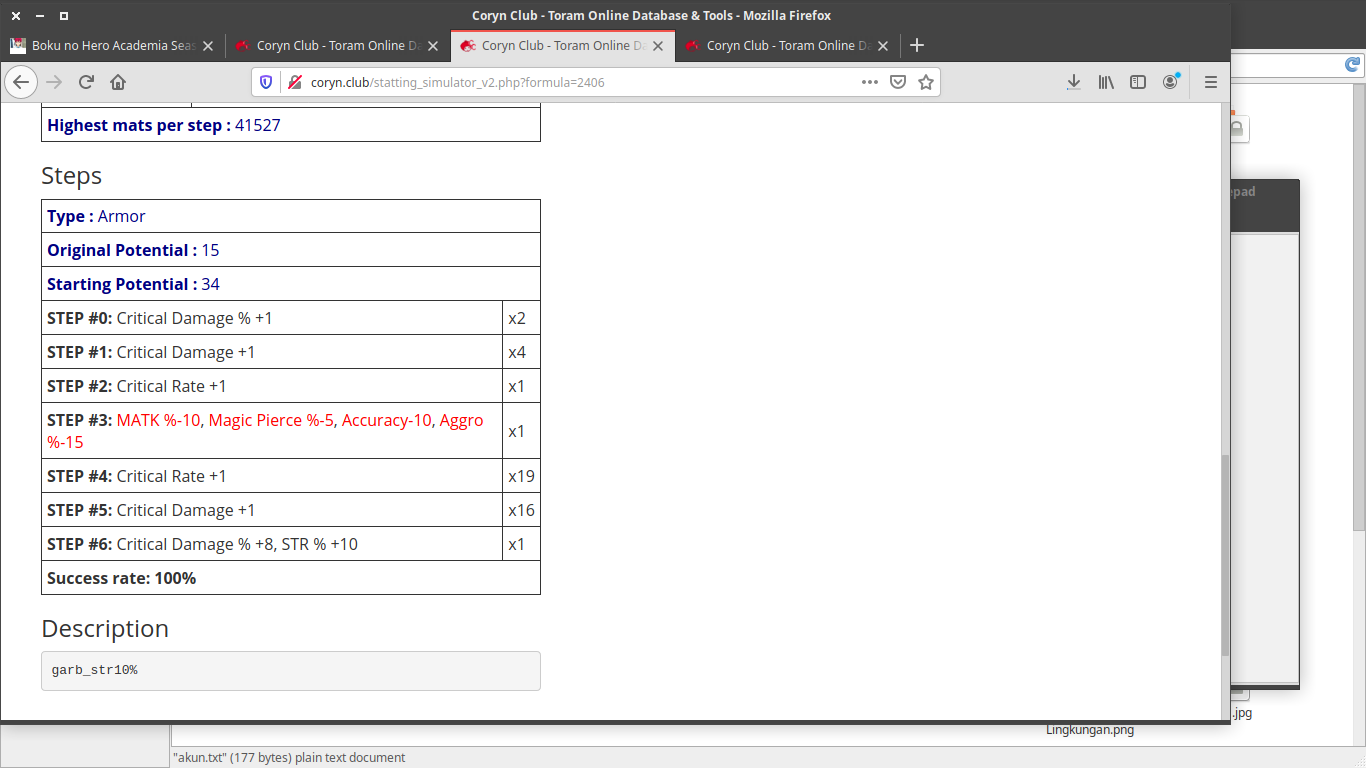 Coryn Club - Toram Online Database & Tools - Mozilla Firefox
Boku no Hero Academia Seas
Coryn Club - Toram Online D
Coryn Club - Toram Online D
Coryn Club - Toram Online D
coryn.club/statting_simulator_v2.php?formula=2406
Highest mats per step : 41527
Steps
Type : Armor
Original Potential : 15
Starting Potential : 34
STEP #0: Critical Damage % +1 x2
STEP #1: Critical Damage +1 x4
STEP #2: Critical Rate +1 x1
STEP #3: MATK %-10, Magic Pierce %-5, Accuracy-10, Aggro
%-15 x1
STEP #4: Critical Rate +1 x19
STEP #5: Critical Damage +1 x16
STEP #6: Critical Damage % +8, STR % +10 x1
Success rate: 100%
Description
garb_str10%
epad
.jpg
Lingkungan.png
"akun.txt" (177 bytes) plain text document